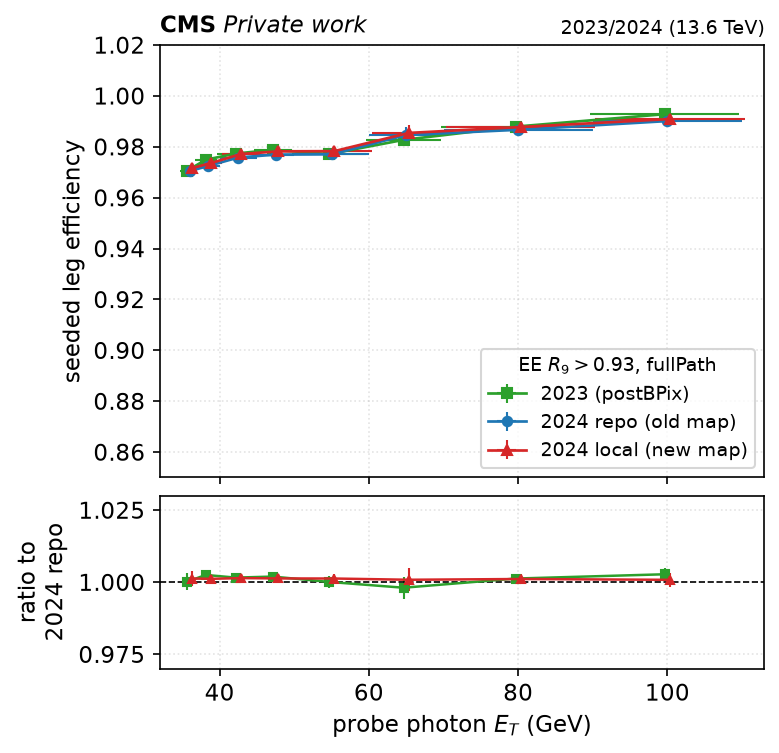 CMS Private work 2023/2024 (13.6 TeV)
1.02
1.00
0.98
0.96
0.94
0.92
0.90
0.88
0.86
seeded leg efficiency
EE R₉ > 0.93, fullPath
2023 (postBPix)
2024 repo (old map)
2024 local (new map)
1.025
1.000
0.975
ratio to
2024 repo
40 60 80 100
probe photon E_T (GeV)